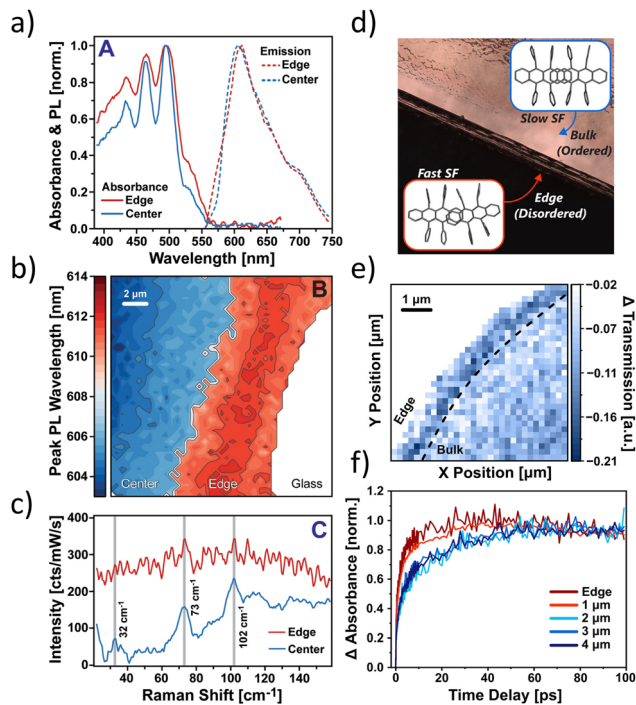 a)
A
Absorbance & PL [norm.]
1.0
0.8
0.6
0.4
0.2
0.0
Emission
Edge
Center
Absorbance
Edge
Center
400 450 500 550 600 650 700 750
Wavelength [nm]
b)
B
2 μm
Peak PL Wavelength [nm]
614
612
610
608
606
604
Center
Edge
Glass
c)
C
Intensity [cts/mW/s]
400
300
200
100
0
32 cm-1
73 cm-1
102 cm-1
Edge
Center
40 60 80 100 120 140
Raman Shift [cm-1]
d)
Slow SF
Bulk
(Ordered)
Fast SF
Edge
(Disordered)
e)
1 μm
Y Position [μm]
Edge
Bulk
X Position [μm]
−0.02
−0.07
−0.11
−0.16
−0.21
Δ Transmission [a.u.]
f)
Δ Absorbance [norm.]
1.2
1.0
0.8
0.6
0.4
0.2
0.0
Edge
1 μm
2 μm
3 μm
4 μm
0 20 40 60 80 100
Time Delay [ps]